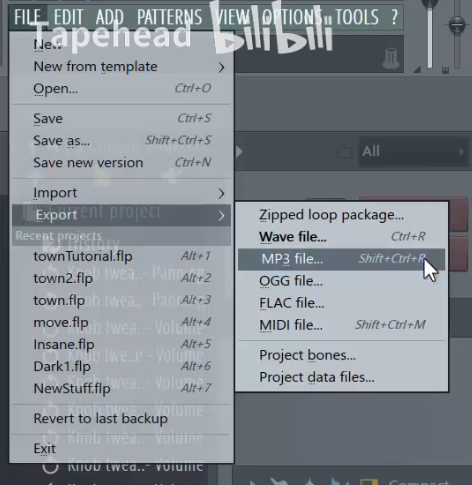 FILE EDIT ADD PATTERNS VIEW OPTIONS TOOLS ?
Tapehead bilibili
New
New from template
Open... Ctrl+O
Save Ctrl+S
Save as... Shift+Ctrl+S
Save new version Ctrl+N
All
Import
Export
Current project
Recent projects
History
townTutorial.flp Alt+1
Knob twea..- Panning
town2.flp Alt+2
Knob twea..- Panning
town.flp Alt+3
Knob twea..- Volume
move.flp Alt+4
Knob twea..- Volume
Insane.flp Alt+5
Knob twe..e - Volume
Dark1.flp Alt+6
Knob twea..- Volume
NewStuff.flp Alt+7
Knob twea..- Volume
Revert to last backup
Knob twea..- Volume
Exit
Knob twea..- Volume
Zipped loop package...
Wave file... Ctrl+R
MP3 file... Shift+Ctrl+R
OGG file...
FLAC file...
MIDI file... Shift+Ctrl+M
Project bones...
Project data files...
Compact